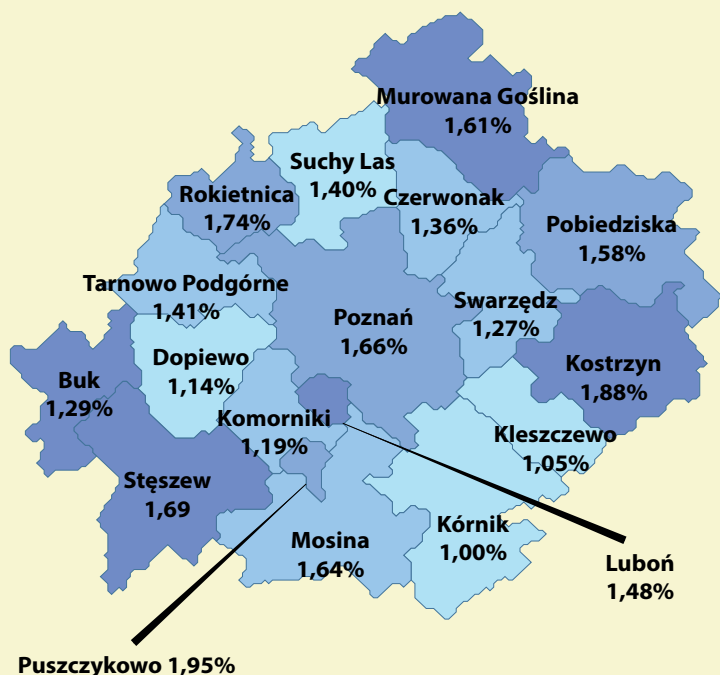 Murowana Goślina
1,61%
Suchy Las
1,40%
Rokietnica
1,74%
Czerwonak
1,36%
Pobiedziska
1,58%
Tarnowo Podgórne
1,41%
Poznań
1,66%
Swarzędz
1,27%
Dopiewo
1,14%
Buk
1,29%
Kostrzyn
1,88%
Komorniki
1,19%
Kleszczewo
1,05%
Stęszew
1,69
Mosina
1,64%
Kórnik
1,00%
Luboń
1,48%
Puszczykowo 1,95%